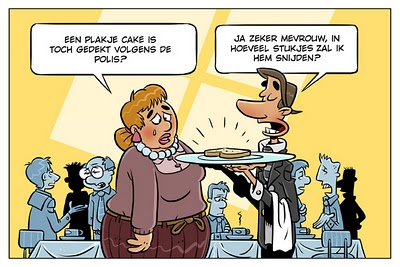 EEN PLAKJE CAKE IS
TOCH GEDEKT VOLGENS DE
POLIS?
JA ZEKER MEVROUW, IN
HOEVEEL STUKJES ZAL IK
HEM SNIJDEN?